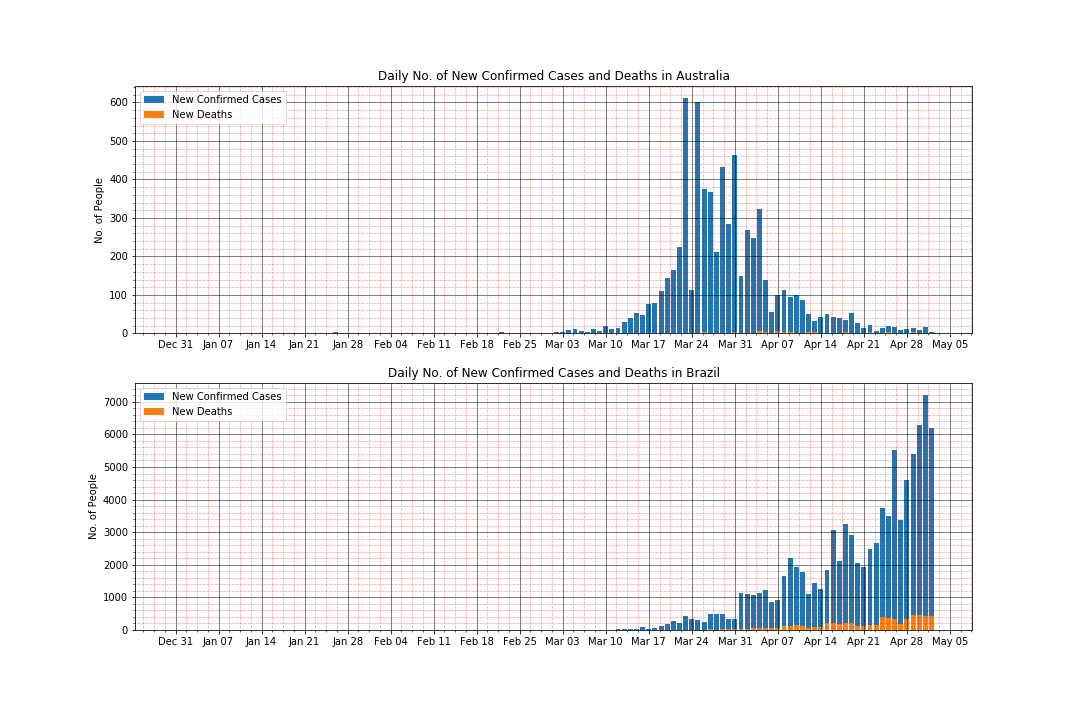 Daily No. of New Confirmed Cases and Deaths in Australia
New Confirmed Cases
New Deaths
No. of People
600
500
400
300
200
100
0
Dec 31 Jan 07 Jan 14 Jan 21 Jan 28 Feb 04 Feb 11 Feb 18 Feb 25 Mar 03 Mar 10 Mar 17 Mar 24 Mar 31 Apr 07 Apr 14 Apr 21 Apr 28 May 05
Daily No. of New Confirmed Cases and Deaths in Brazil
New Confirmed Cases
New Deaths
No. of People
7000
6000
5000
4000
3000
2000
1000
0
Dec 31 Jan 07 Jan 14 Jan 21 Jan 28 Feb 04 Feb 11 Feb 18 Feb 25 Mar 03 Mar 10 Mar 17 Mar 24 Mar 31 Apr 07 Apr 14 Apr 21 Apr 28 May 05